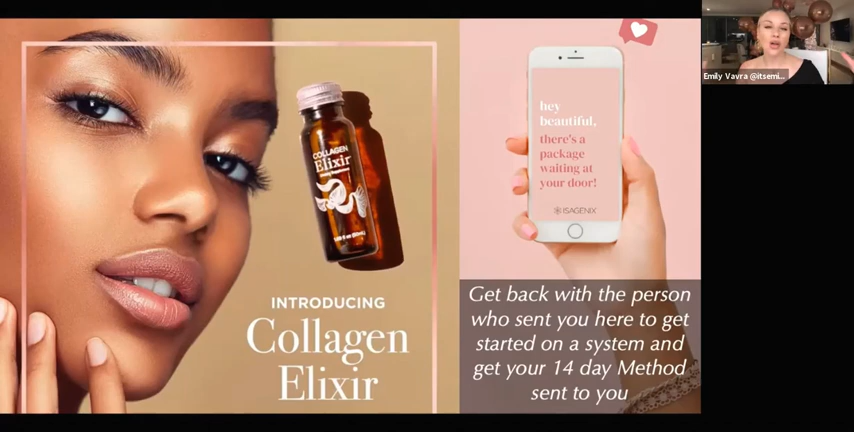 COLLAGEN
Elixir
INTRODUCING
Collagen
Elixir
hey
beautiful,
there's a
package
waiting at
your door!
ISAGENIX
Get back with the person
who sent you here to get
started on a system and
get your 14 day Method
sent to you
Emily Vavra @itsemi...